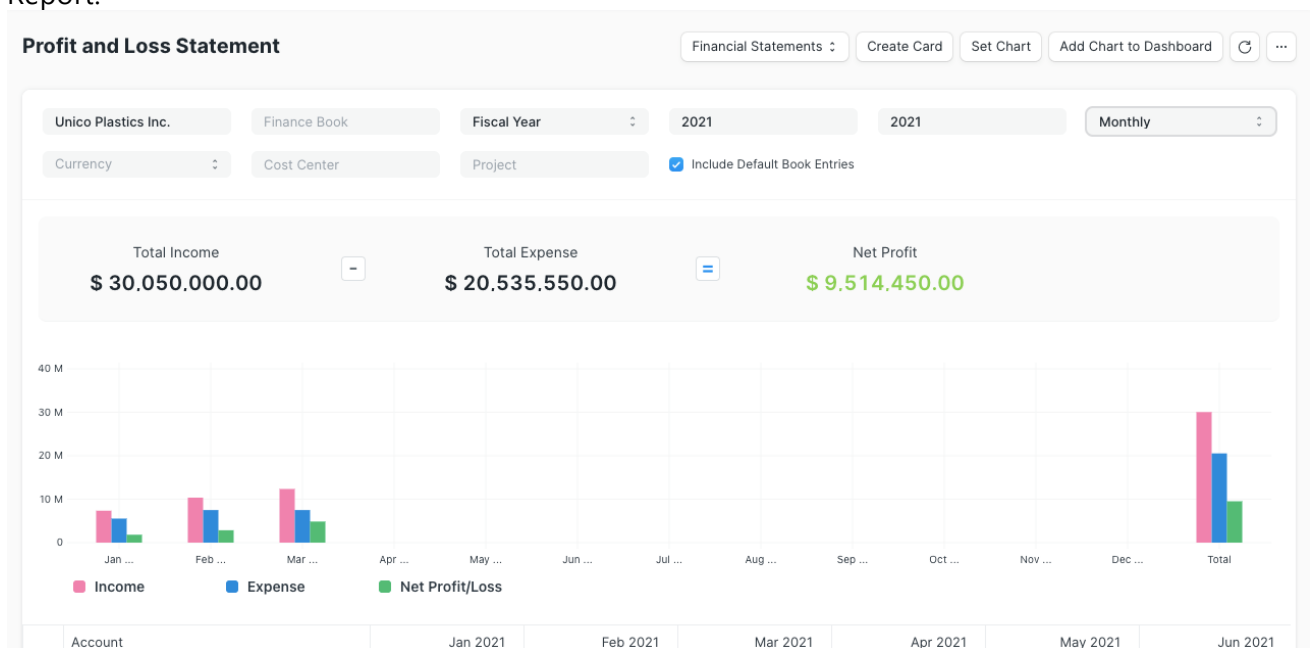 Report.
Profit and Loss Statement
Financial Statements Create Card Set Chart Add Chart to Dashboard ...
Unico Plastics Inc. Finance Book Fiscal Year 2021 2021 Monthly
Currency Cost Center Project Include Default Book Entries
Total Income Total Expense Net Profit
$ 30,050,000.00 - $ 20,535,550.00 = $ 9,514,450.00
40 M
30 M
20 M
10 M
0
Jan ... Feb ... Mar ... Apr ... May ... Jun ... Jul ... Aug ... Sep ... Oct ... Nov ... Dec ... Total
Income Expense Net Profit/Loss
Account Jan 2021 Feb 2021 Mar 2021 Apr 2021 May 2021 Jun 2021